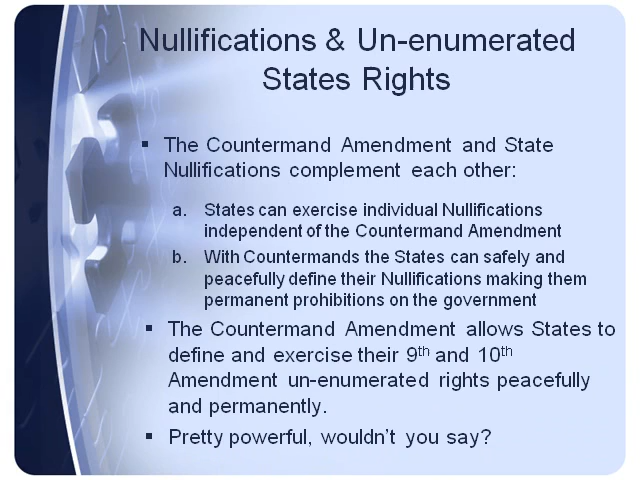 Nullifications & Un-enumerated
States Rights
▪ The Countermand Amendment and State
Nullifications complement each other:
a. States can exercise individual Nullifications
independent of the Countermand Amendment
b. With Countermands the States can safely and
peacefully define their Nullifications making them
permanent prohibitions on the government
▪ The Countermand Amendment allows States to
define and exercise their 9th and 10th
Amendment un-enumerated rights peacefully
and permanently.
▪ Pretty powerful, wouldn't you say?